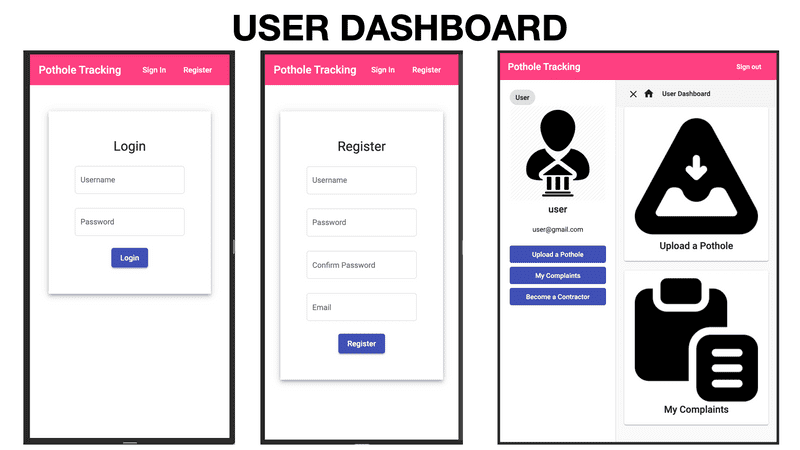 USER DASHBOARD
Pothole Tracking Sign In Register
Login
Username
Password
Login
Pothole Tracking Sign In Register
Register
Username
Password
Confirm Password
Email
Register
Pothole Tracking Sign out
User
user
user@gmail.com
Upload a Pothole
My Complaints
Become a Contractor
User Dashboard
Upload a Pothole
My Complaints